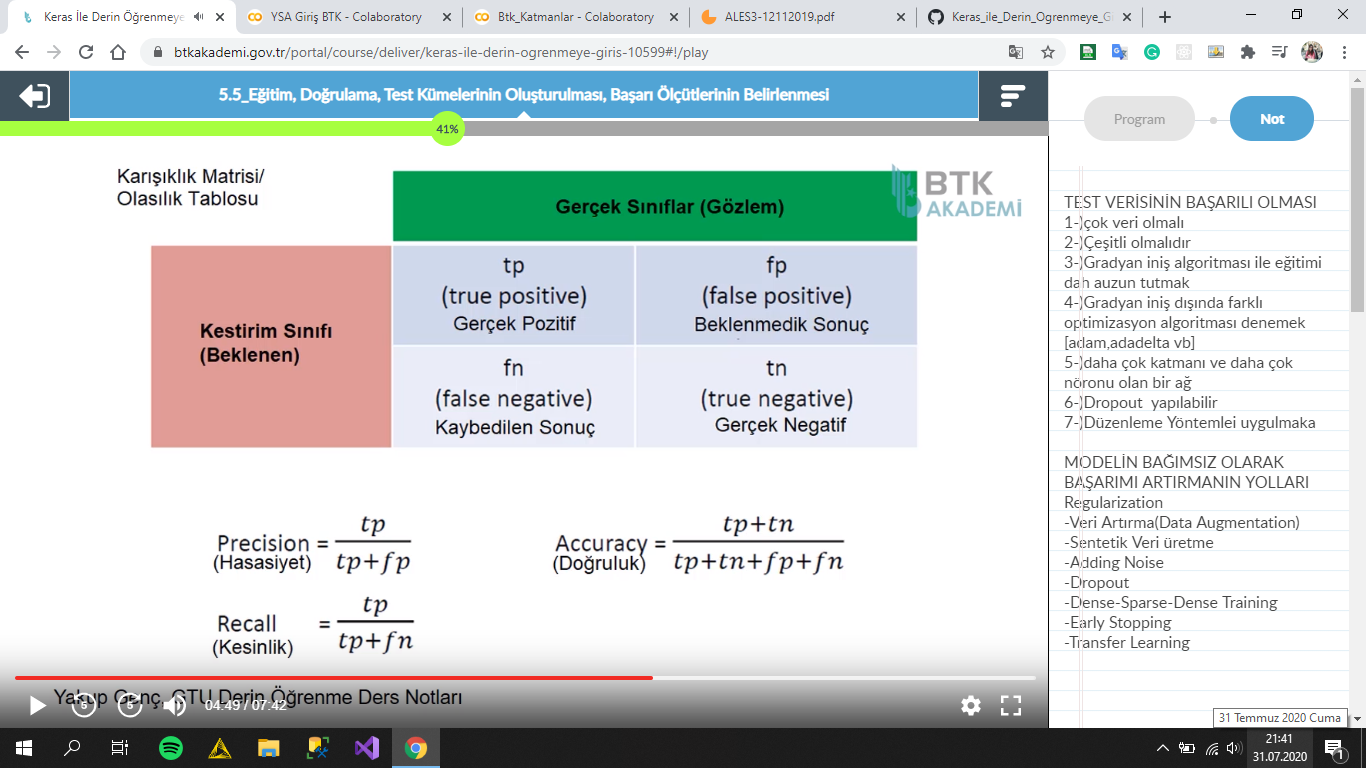 Keras İle Derin Öğrenmeye
YSA Giriş BTK - Colaboratory
Btk_Katmanlar - Colaboratory
ALES3-12112019.pdf
Keras_ile_Derin_Ogrenmeye_Gi
btkakademi.gov.tr/portal/course/deliver/keras-ile-derin-ogrenmeye-giris-10599#!/play
5.5_Eğitim, Doğrulama, Test Kümelerinin Oluşturulması, Başarı Ölçütlerinin Belirlenmesi
41%
Karışıklık Matrisi/
Olasılık Tablosu
BTK
AKADEMİ
Gerçek Sınıflar (Gözlem)
Kestirim Sınıfı
(Beklenen)
tp
(true positive)
Gerçek Pozitif
fp
(false positive)
Beklenmedik Sonuç
fn
(false negative)
Kaybedilen Sonuç
tn
(true negative)
Gerçek Negatif
Precision = tp / tp+fp
(Hasasiyet)
Accuracy = tp+tn / tp+tn+fp+fn
(Doğruluk)
Recall = tp / tp+fn
(Kesinlik)
Yakup Genç, GTU Derin Öğrenme Ders Notları
5
5
04:49 / 07:42
Program
Not
TEST VERİSİNİN BAŞARILI OLMASI
1-)çok veri olmalı
2-)Çeşitli olmalıdır
3-)Gradyan iniş algoritması ile eğitimi
dah auzun tutmak
4-)Gradyan iniş dışında farklı
optimizasyon algoritması denemek
[adam,adadelta vb]
5-)daha çok katmanı ve daha çok
nöronu olan bir ağ
6-)Dropout yapılabilir
7-)Düzenleme Yöntemlei uygulmaka
MODELİN BAĞIMSIZ OLARAK
BAŞARIMI ARTIRMANIN YOLLARI
Regularization
-Veri Artırma(Data Augmentation)
-Sentetik Veri üretme
-Adding Noise
-Dropout
-Dense-Sparse-Dense Training
-Early Stopping
-Transfer Learning
31 Temmuz 2020 Cuma
21:41
31.07.2020
1